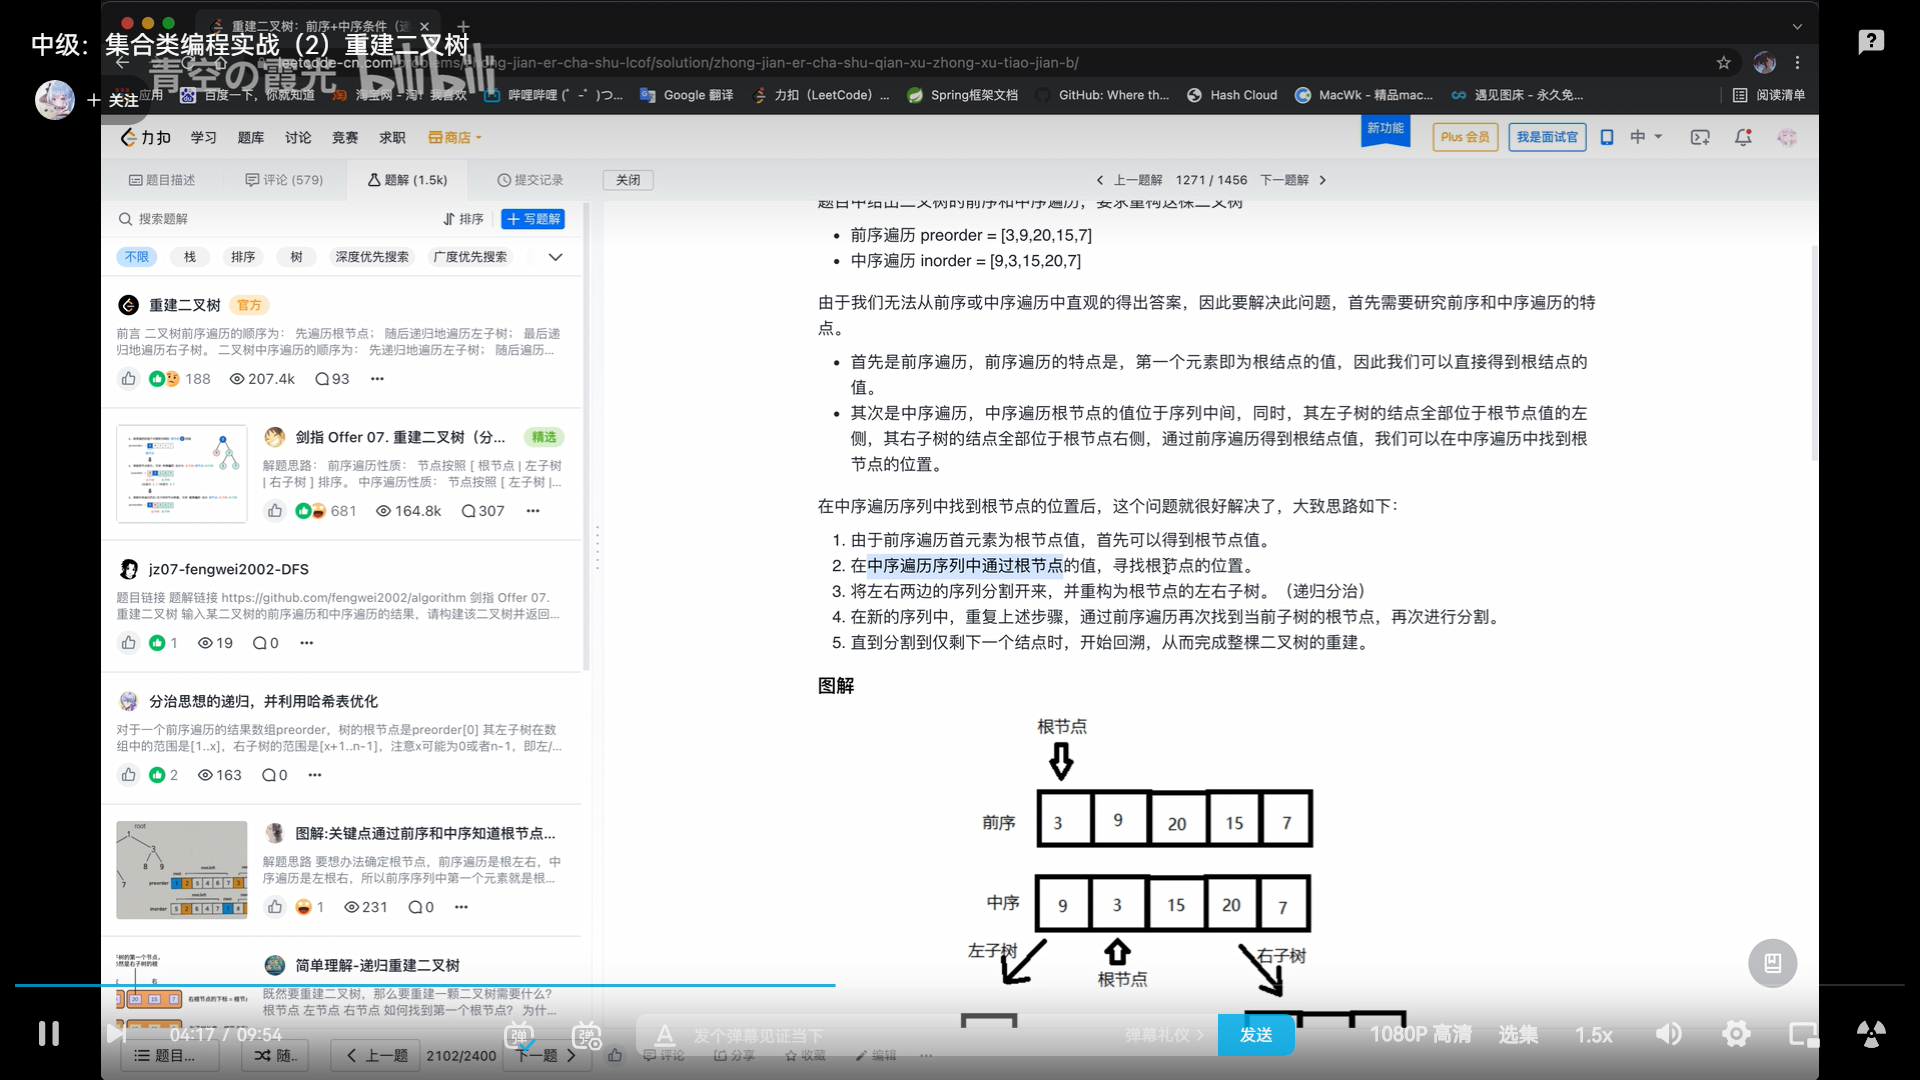 重建二叉树：前序+中序条件（
中级：集合类编程实战（2）重建二叉树
leetcode-cn.com/problems/zhong-jian-er-cha-shu-lcof/solution/zhong-jian-er-cha-shu-qian-xu-zhong-xu-tiao-jian-b/
青空の霞光 bilibili
+ 关注
应用
百度一下，你就知道
淘宝网 - 淘！我喜欢
哔哩哔哩 (゜-゜)つ...
Google 翻译
力扣（LeetCode）...
Spring框架文档
GitHub: Where th...
Hash Cloud
MacWk - 精品mac...
遇见图床 - 永久免...
阅读清单
力扣 学习 题库 讨论 竞赛 求职 商店
新功能
Plus 会员
我是面试官
中
题目描述
评论 (579)
题解 (1.5k)
提交记录
关闭
上一题解 1271 / 1456 下一题解
搜索题解
排序
写题解
不限 栈 排序 树 深度优先搜索 广度优先搜索
重建二叉树 官方
前言 二叉树前序遍历的顺序为： 先遍历根节点； 随后递归地遍历左子树； 最后递
归地遍历右子树。 二叉树中序遍历的顺序为： 先递归地遍历左子树； 随后遍历...
188 207.4k 93
剑指 Offer 07. 重建二叉树（分... 精选
解题思路： 前序遍历性质： 节点按照 [ 根节点 | 左子树
| 右子树 ] 排序。 中序遍历性质： 节点按照 [ 左子树 |...
681 164.8k 307
jz07-fengwei2002-DFS
题目链接 题解链接 https://github.com/fengwei2002/algorithm 剑指 Offer 07.
重建二叉树 输入某二叉树的前序遍历和中序遍历的结果，请构建该二叉树并返回...
1 19 0
分治思想的递归，并利用哈希表优化
对于一个前序遍历的结果数组preorder，树的根节点是preorder[0] 其左子树在数
组中的范围是[1..x]，右子树的范围是[x+1..n-1]，注意x可能为0或者n-1，即左/...
2 163 0
图解:关键点通过前序和中序知道根节点...
解题思路 要想办法确定根节点，前序遍历是根左右，中
序遍历是左根右，所以前序序列中第一个元素就是根...
1 231 0
简单理解-递归重建二叉树
既然要重建二叉树，那么要重建一颗二叉树需要什么？
根节点 左节点 右节点 如何找到第一个根节点？ 为什...
题目中给出二叉树的前序和中序遍历，要求重构这棵二叉树
前序遍历 preorder = [3,9,20,15,7]
中序遍历 inorder = [9,3,15,20,7]
由于我们无法从前序或中序遍历中直观的得出答案，因此要解决此问题，首先需要研究前序和中序遍历的特
点。
首先是前序遍历，前序遍历的特点是，第一个元素即为根结点的值，因此我们可以直接得到根结点的
值。
其次是中序遍历，中序遍历根节点的值位于序列中间，同时，其左子树的结点全部位于根节点值的左
侧，其右子树的结点全部位于根节点右侧，通过前序遍历得到根结点值，我们可以在中序遍历中找到根
节点的位置。
在中序遍历序列中找到根节点的位置后，这个问题就很好解决了，大致思路如下：
1. 由于前序遍历首元素为根节点值，首先可以得到根节点值。
2. 在中序遍历序列中通过根节点的值，寻找根节点的位置。
3. 将左右两边的序列分割开来，并重构为根节点的左右子树。（递归分治）
4. 在新的序列中，重复上述步骤，通过前序遍历再次找到当前子树的根节点，再次进行分割。
5. 直到分割到仅剩下一个结点时，开始回溯，从而完成整棵二叉树的重建。
图解
根节点
前序 3 9 20 15 7
中序 9 3 15 20 7
左子树
根节点
右子树
04:17 / 09:54
弹
弹
发个弹幕见证当下
弹幕礼仪
发送
1080P 高清
选集
1.5x
题目...
随..
上一题
2102/2400
下一题
评论
分享
收藏
编辑